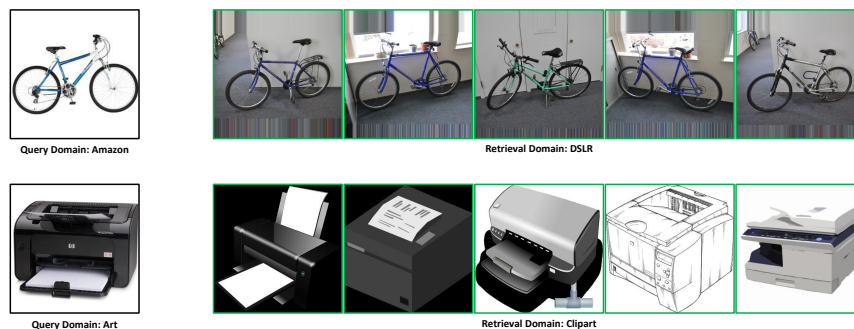 Query Domain: Amazon
Retrieval Domain: DSLR
Query Domain: Art
Retrieval Domain: Clipart